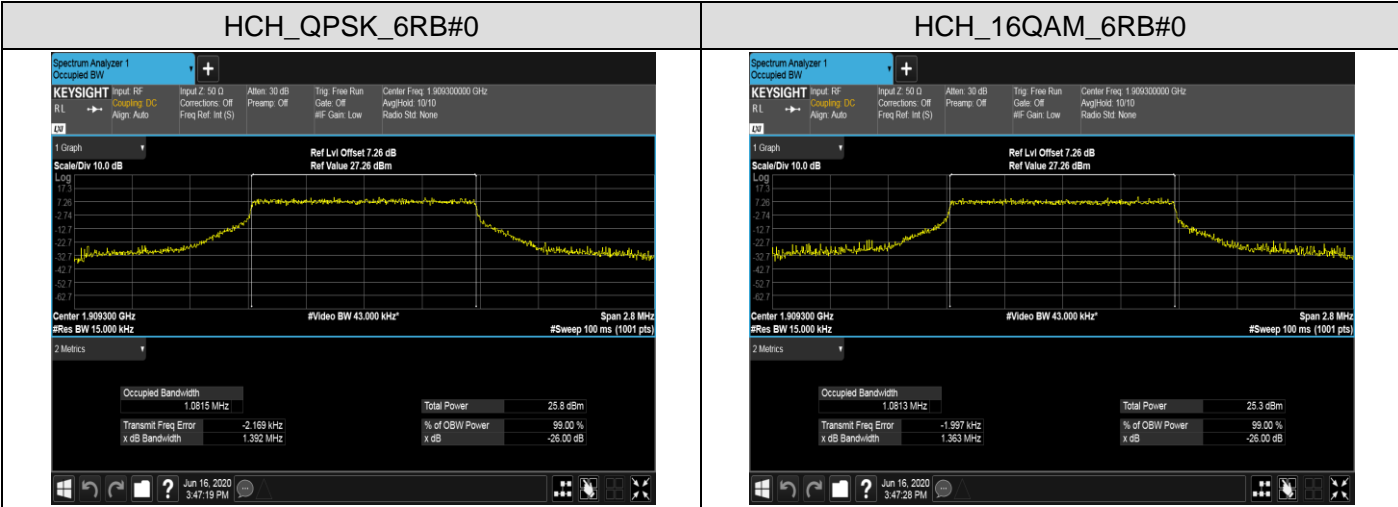 HCH_QPSK_6RB#0
Spectrum Analyzer 1
Occupied BW
KEYSIGHT Input: RF Input Z: 50 Ω Atten: 30 dB Trig: Free Run Center Freq: 1.909300000 GHz
RL Coupling: DC Corrections: Off Preamp: Off Gate: Off Avg|Hold: 10/10
Align: Auto Freq Ref: Int (S) #IF Gain: Low Radio Std: None
LXI
1 Graph
Ref Lvl Offset 7.26 dB
Scale/Div 10.0 dB Ref Value 27.26 dBm
Log
17.3
7.26
-2.74
-12.7
-22.7
-32.7
-42.7
-52.7
-62.7
Center 1.909300 GHz #Video BW 43.000 kHz* Span 2.8 MHz
#Res BW 15.000 kHz #Sweep 100 ms (1001 pts)
2 Metrics
Occupied Bandwidth
1.0815 MHz Total Power 25.8 dBm
Transmit Freq Error -2.169 kHz % of OBW Power 99.00 %
x dB Bandwidth 1.392 MHz x dB -26.00 dB
? Jun 16, 2020
3:47:19 PM
HCH_16QAM_6RB#0
Spectrum Analyzer 1
Occupied BW
KEYSIGHT Input: RF Input Z: 50 Ω Atten: 30 dB Trig: Free Run Center Freq: 1.909300000 GHz
RL Coupling: DC Corrections: Off Preamp: Off Gate: Off Avg|Hold: 10/10
Align: Auto Freq Ref: Int (S) #IF Gain: Low Radio Std: None
LXI
1 Graph
Ref Lvl Offset 7.26 dB
Scale/Div 10.0 dB Ref Value 27.26 dBm
Log
17.3
7.26
-2.74
-12.7
-22.7
-32.7
-42.7
-52.7
-62.7
Center 1.909300 GHz #Video BW 43.000 kHz* Span 2.8 MHz
#Res BW 15.000 kHz #Sweep 100 ms (1001 pts)
2 Metrics
Occupied Bandwidth
1.0813 MHz Total Power 25.3 dBm
Transmit Freq Error -1.997 kHz % of OBW Power 99.00 %
x dB Bandwidth 1.363 MHz x dB -26.00 dB
? Jun 16, 2020
3:47:28 PM